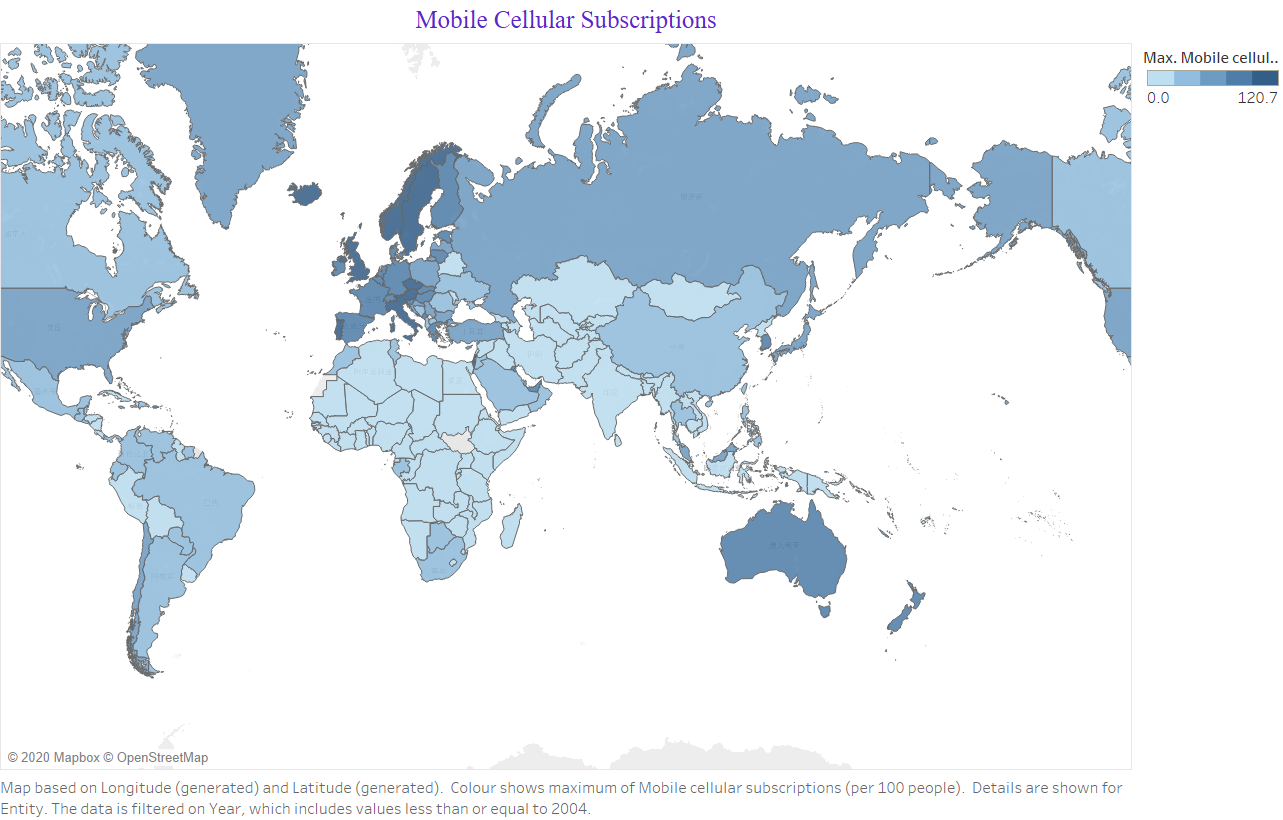 Mobile Cellular Subscriptions
Max. Mobile cellul..
0.0 120.7
© 2020 Mapbox © OpenStreetMap
Map based on Longitude (generated) and Latitude (generated).  Colour shows maximum of Mobile cellular subscriptions (per 100 people).  Details are shown for
Entity. The data is filtered on Year, which includes values less than or equal to 2004.